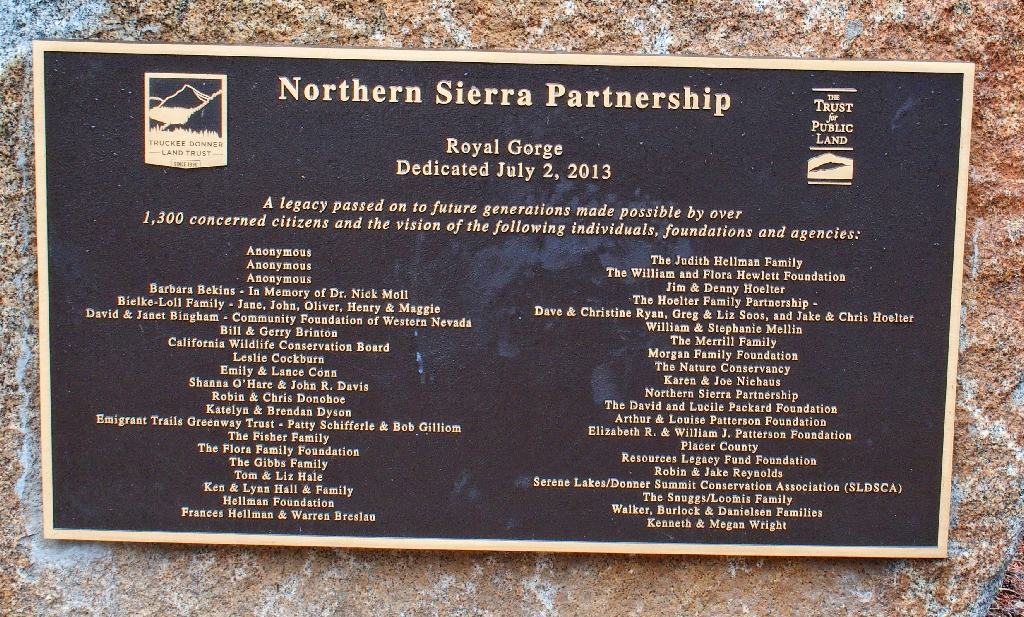 Northern Sierra Partnership
TRUCKEE DONNER
LAND TRUST
SINCE 1990
THE
TRUST
for
PUBLIC
LAND
Royal Gorge
Dedicated July 2, 2013
A legacy passed on to future generations made possible by over
1,300 concerned citizens and the vision of the following individuals, foundations and agencies:
Anonymous
Anonymous
Anonymous
Barbara Bekins - In Memory of Dr. Nick Moll
Bielke-Loll Family - Jane, John, Oliver, Henry & Maggie
David & Janet Bingham - Community Foundation of Western Nevada
Bill & Gerry Brinton
California Wildlife Conservation Board
Leslie Cockburn
Emily & Lance Conn
Shanna O'Hare & John R. Davis
Robin & Chris Donohoe
Katelyn & Brendan Dyson
Emigrant Trails Greenway Trust - Patty Schifferle & Bob Gilliom
The Fisher Family
The Flora Family Foundation
The Gibbs Family
Tom & Liz Hale
Ken & Lynn Hall & Family
Hellman Foundation
Frances Hellman & Warren Breslau
The Judith Hellman Family
The William and Flora Hewlett Foundation
Jim & Denny Hoelter
The Hoelter Family Partnership -
Dave & Christine Ryan, Greg & Liz Soos, and Jake & Chris Hoelter
William & Stephanie Mellin
The Merrill Family
Morgan Family Foundation
The Nature Conservancy
Karen & Joe Niehaus
Northern Sierra Partnership
The David and Lucile Packard Foundation
Arthur & Louise Patterson Foundation
Elizabeth R. & William J. Patterson Foundation
Placer County
Resources Legacy Fund Foundation
Robin & Jake Reynolds
Serene Lakes/Donner Summit Conservation Association (SLDSCA)
The Snuggs/Loomis Family
Walker, Burlock & Danielsen Families
Kenneth & Megan Wright